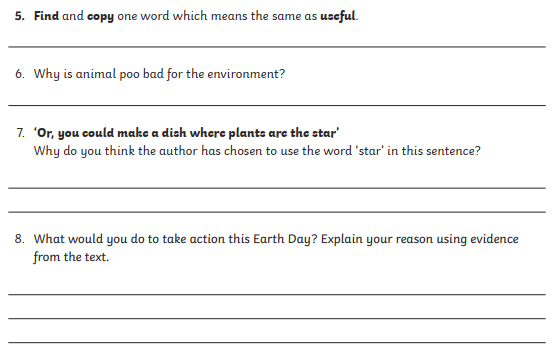 5. Find and copy one word which means the same as useful.
6. Why is animal poo bad for the environment?
7. ‘Or, you could make a dish where plants are the star’
Why do you think the author has chosen to use the word ‘star’ in this sentence?
8. What would you do to take action this Earth Day? Explain your reason using evidence
from the text.